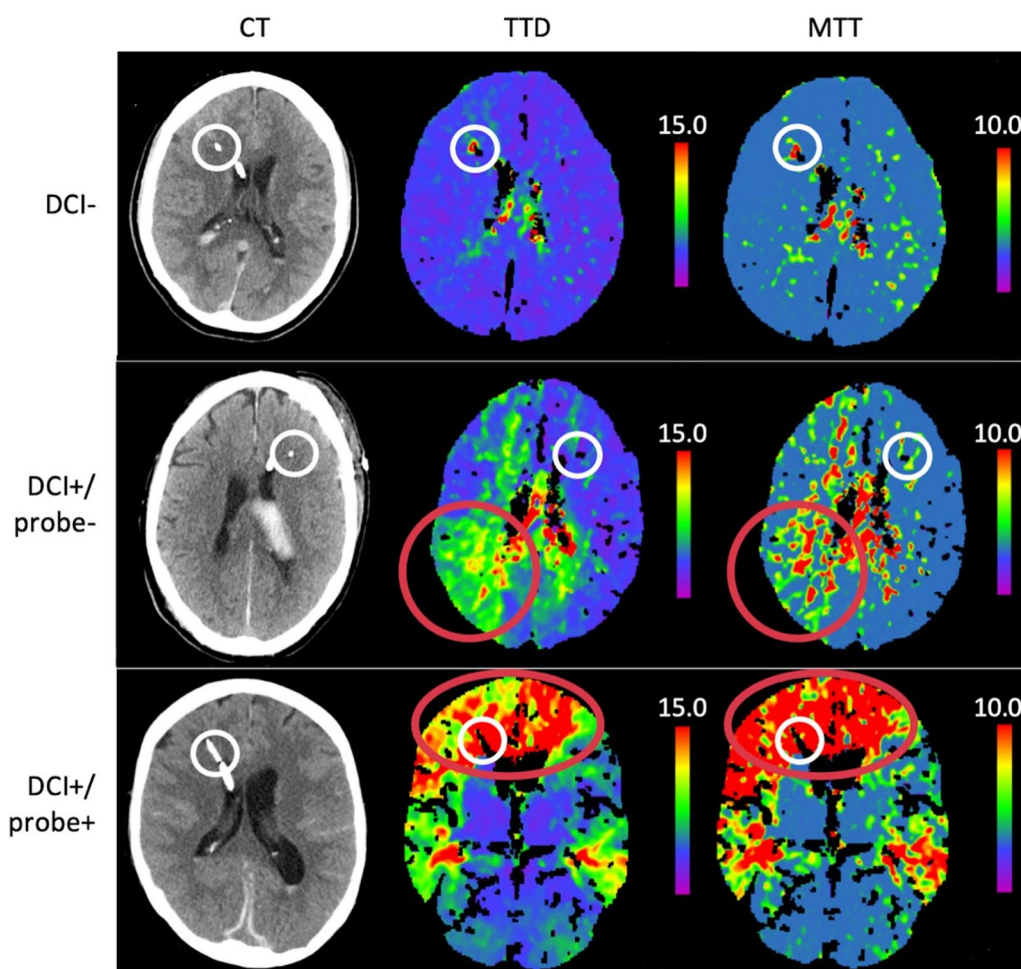 CT TTD MTT
DCI-
15.0 10.0
DCI+/
probe-
15.0 10.0
DCI+/
probe+
15.0 10.0